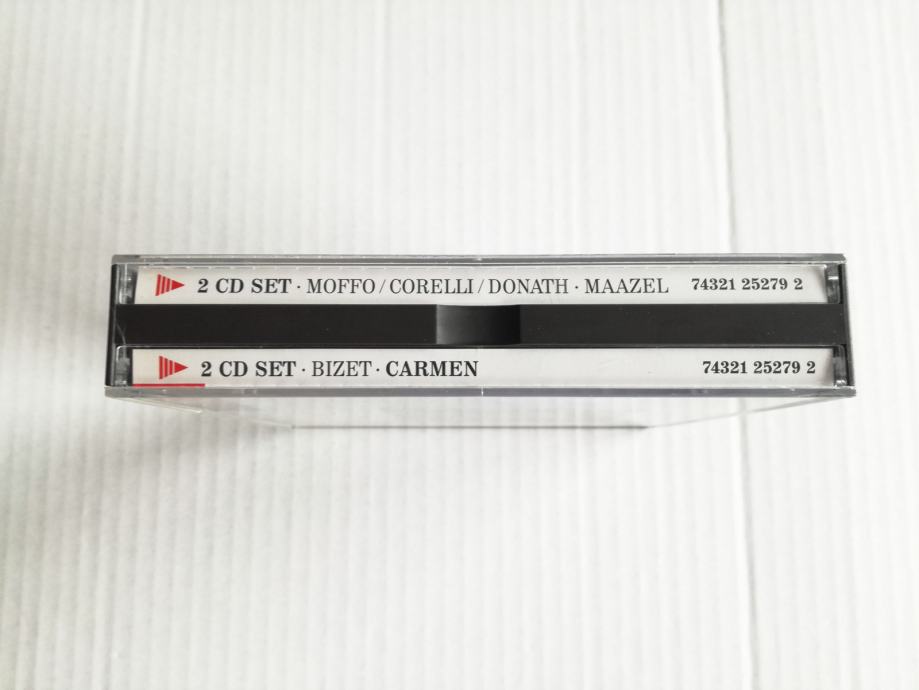 2 CD SET · MOFFO / CORELLI / DONATH · MAAZEL 74321 25279 2
2 CD SET · BIZET · CARMEN 74321 25279 2